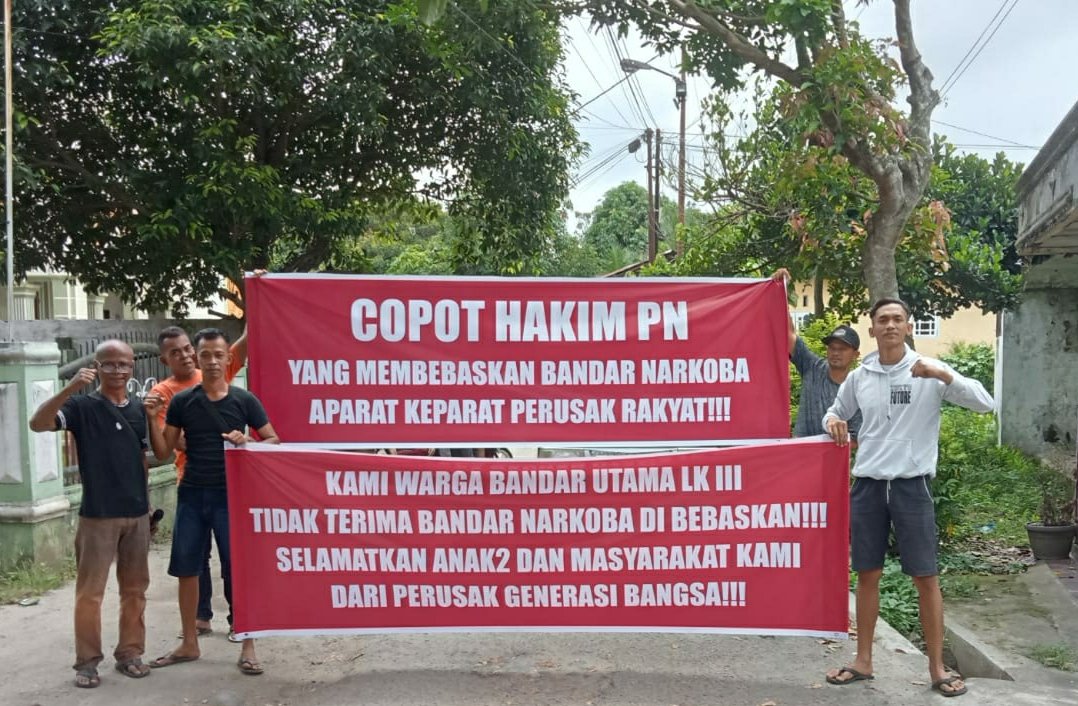 COPOT HAKIM PN
YANG MEMBEBASKAN BANDAR NARKOBA
APARAT KEPARAT PERUSAK RAKYAT!!!
KAMI WARGA BANDAR UTAMA LK III
TIDAK TERIMA BANDAR NARKOBA DI BEBASKAN!!!
SELAMATKAN ANAK2 DAN MASYARAKAT KAMI
DARI PERUSAK GENERASI BANGSA!!!
FUTURE